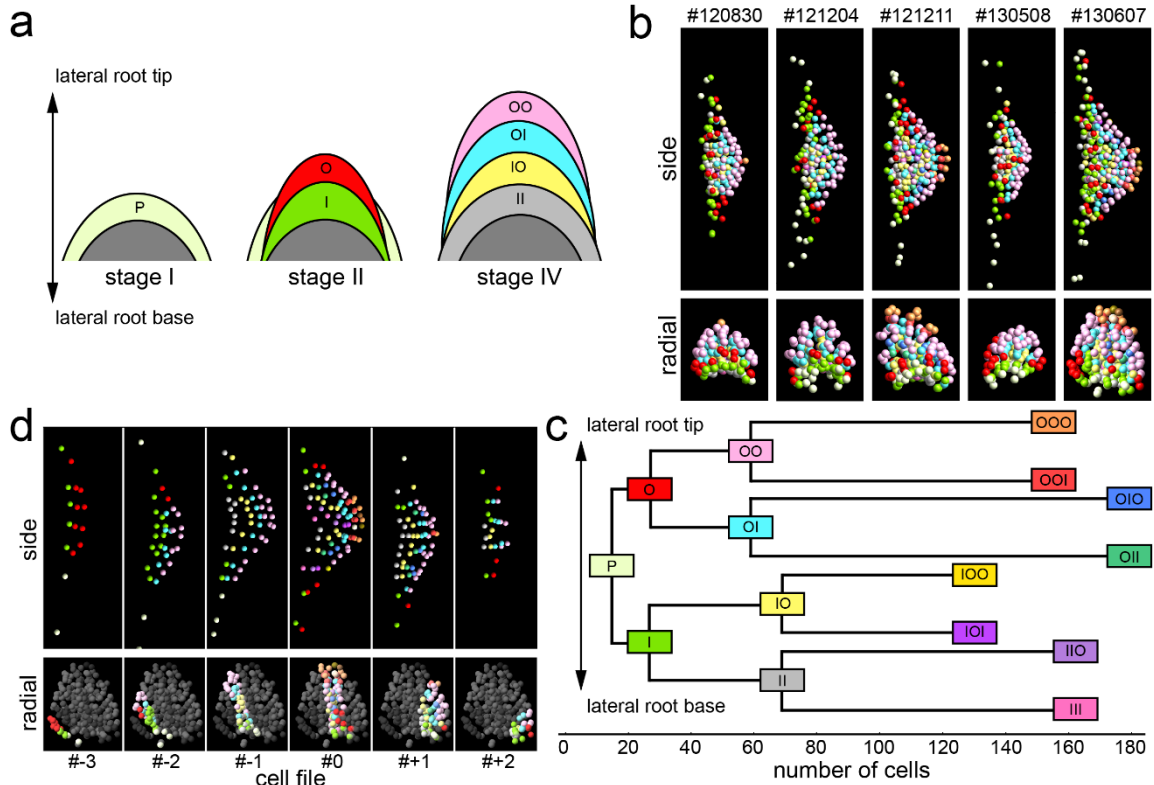 a
lateral root tip
P
O
I
OO
OI
IO
II
stage I
stage II
stage IV
lateral root base
b
#120830 #121204 #121211 #130508 #130607
side
radial
d
side
radial
#-3 #-2 #-1 #0 #+1 #+2
cell file
c
lateral root tip
OOO
OO
OOI
O
OIO
OI
OII
P
IOO
IO
IOI
I
IIO
II
III
lateral root base
0 20 40 60 80 100 120 140 160 180
number of cells